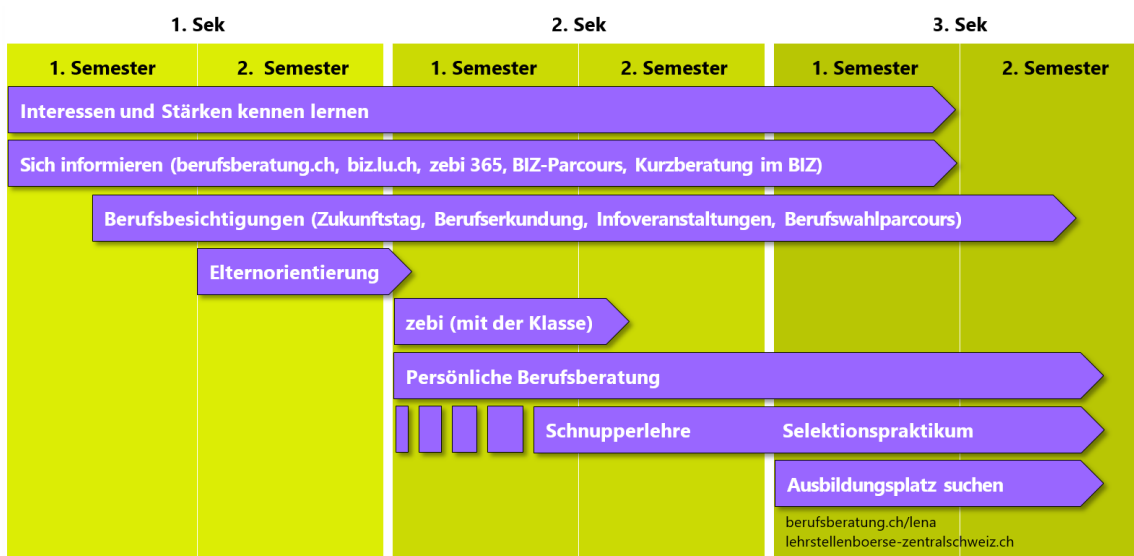 1. Sek
2. Sek
3. Sek
1. Semester
2. Semester
1. Semester
2. Semester
1. Semester
2. Semester
Interessen und Stärken kennen lernen
Sich informieren (berufsberatung.ch, biz.lu.ch, zebi 365, BIZ-Parcours, Kurzberatung im BIZ)
Berufsbesichtigungen (Zukunftstag, Berufserkundung, Infoveranstaltungen, Berufswahlparcours)
Elternorientierung
zebi (mit der Klasse)
Persönliche Berufsberatung
Schnupperlehre
Selektionspraktikum
Ausbildungsplatz suchen
berufsberatung.ch/lena
lehrstellenboerse-zentralschweiz.ch